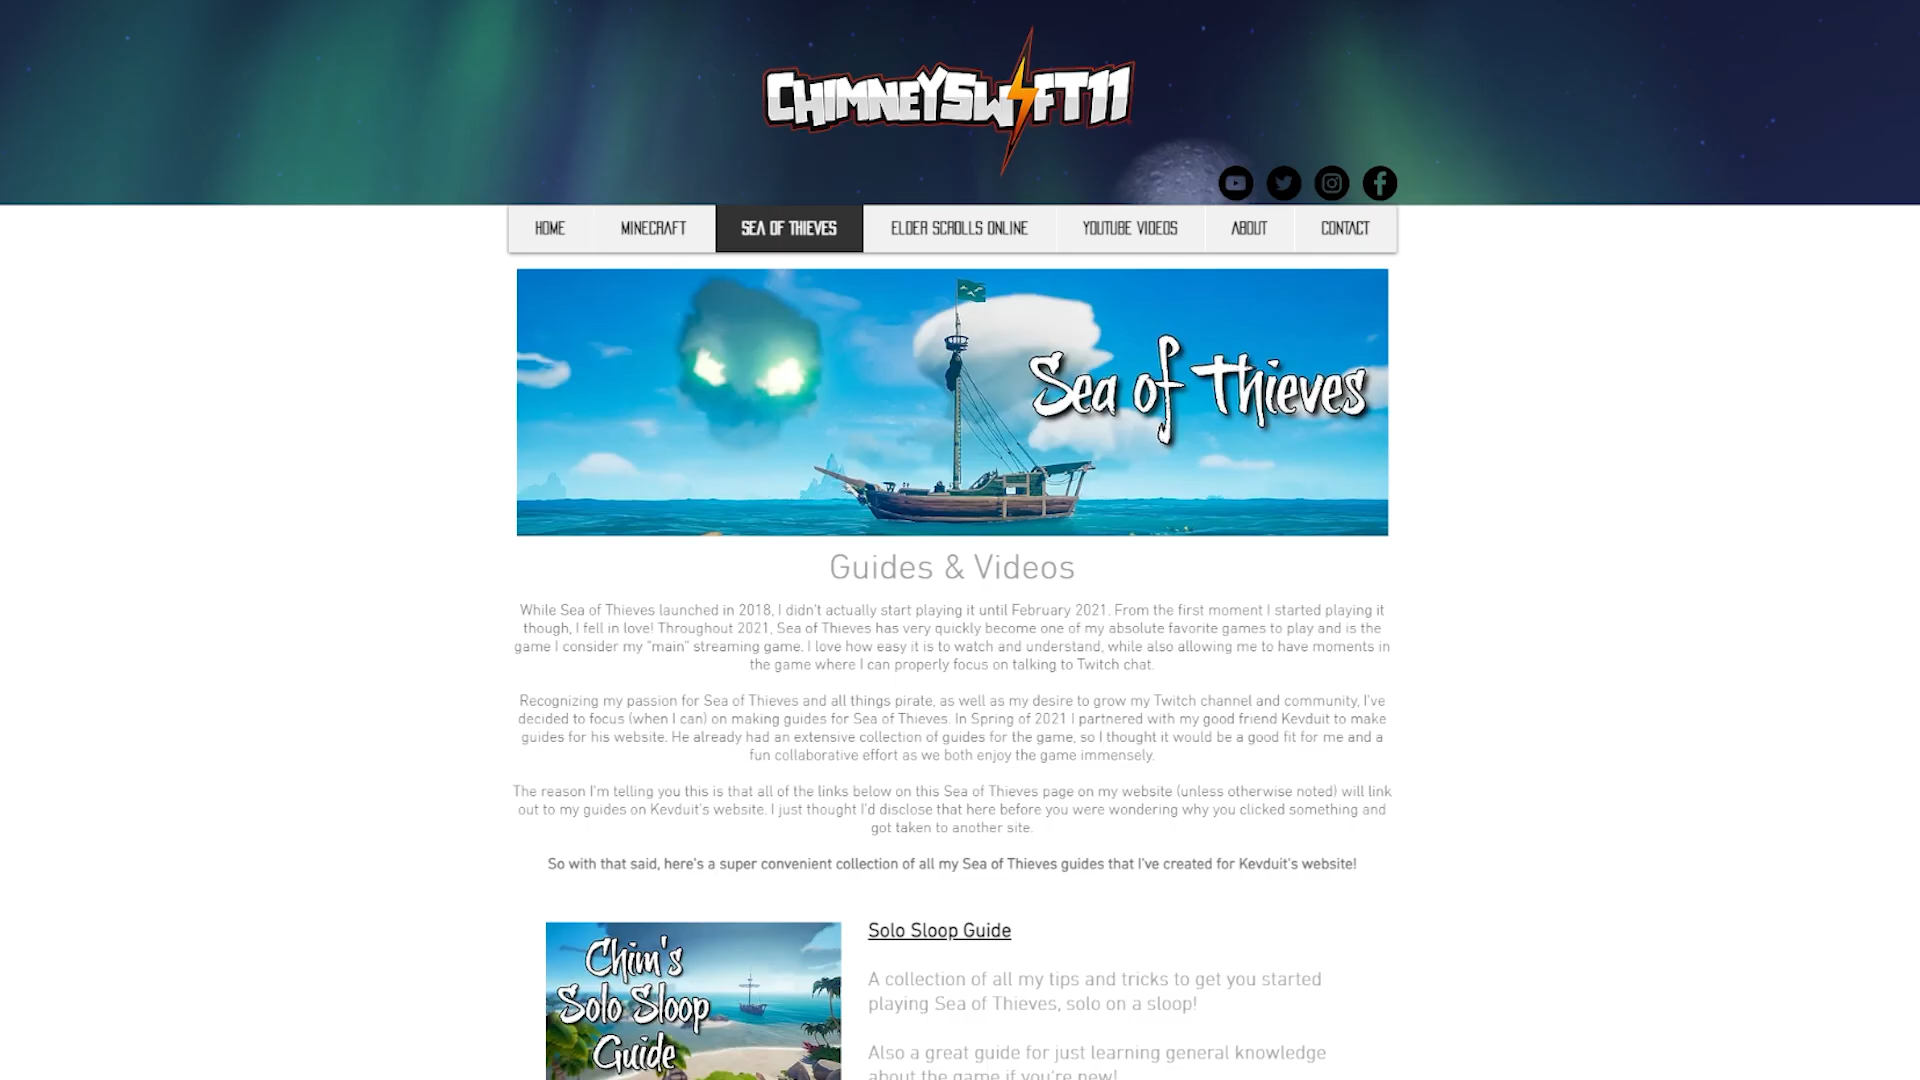 CHIMNEYSWIFT11
HOME MINECRAFT SEA OF THIEVES ELDER SCROLLS ONLINE YOUTUBE VIDEOS ABOUT CONTACT
Sea of Thieves
Guides & Videos
While Sea of Thieves launched in 2018, I didn't actually start playing it until February 2021. From the first moment I started playing it
though, I fell in love! Throughout 2021, Sea of Thieves has very quickly become one of my absolute favorite games to play and is the
game I consider my "main" streaming game. I love how easy it is to watch and understand, while also allowing me to have moments in
the game where I can properly focus on talking to Twitch chat.
Recognizing my passion for Sea of Thieves and all things pirate, as well as my desire to grow my Twitch channel and community, I've
decided to focus (when I can) on making guides for Sea of Thieves. In Spring of 2021 I partnered with my good friend Kevduit to make
guides for his website. He already had an extensive collection of guides for the game, so I thought it would be a good fit for me and a
fun collaborative effort as we both enjoy the game immensely.
The reason I'm telling you this is that all of the links below on this Sea of Thieves page on my website (unless otherwise noted) will link
out to my guides on Kevduit's website. I just thought I'd disclose that here before you were wondering why you clicked something and
got taken to another site.
So with that said, here's a super convenient collection of all my Sea of Thieves guides that I've created for Kevduit's website!
Chim's
Solo Sloop
Guide
Solo Sloop Guide
A collection of all my tips and tricks to get you started
playing Sea of Thieves, solo on a sloop!
Also a great guide for just learning general knowledge
about the game if you're new!